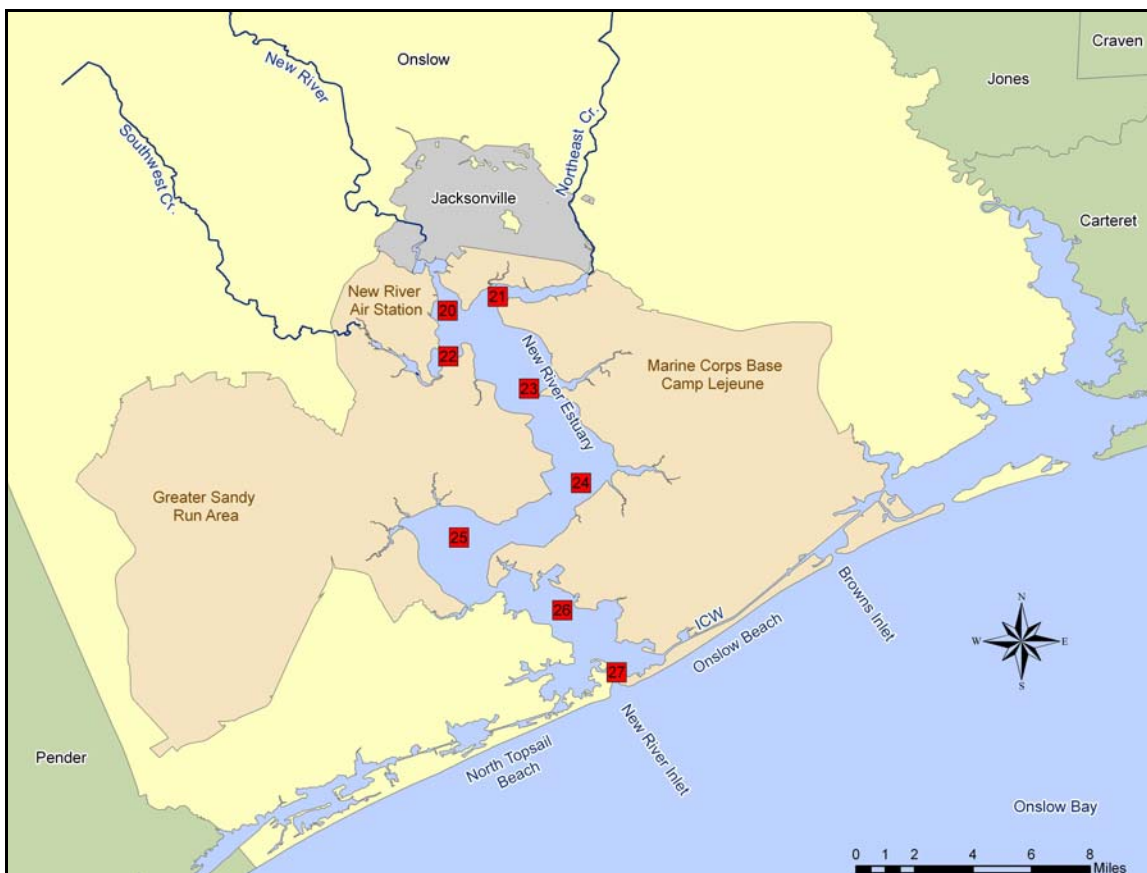 Craven
Onslow
New River
Jones
Southwest Cr.
Northeast Cr.
Jacksonville
Carteret
New River
Air Station
21
20
22
New River Estuary
Marine Corps Base
Camp Lejeune
23
24
Greater Sandy
Run Area
25
26
ICW
Onslow Beach
Browns Inlet
N
W
E
S
27
New River Inlet
North Topsail
Beach
Pender
Onslow Bay
0 2 4 6 8
Miles